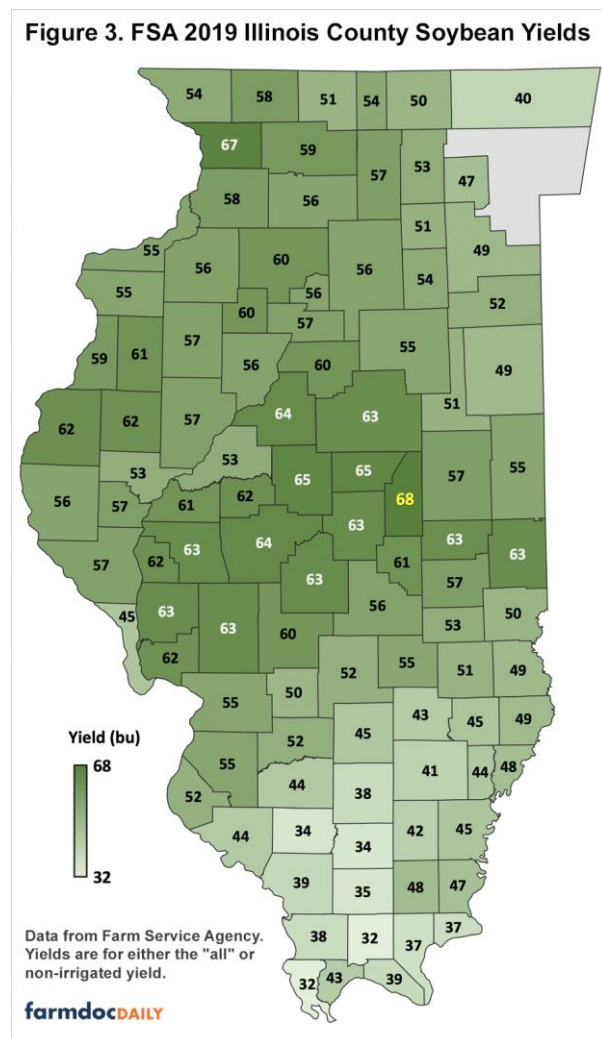 Figure 3. FSA 2019 Illinois County Soybean Yields
54 58 51 54 50 40
67 59 57 53 47
58 56 51 49
55 56 60 56 54
55 56 52
60 57
59 61 57 56 60 55 49
62 62 57 64 63 51
53 53 65 65 57 55
56 57 61 62 68
63 63 63
57 62 63 64 61
63 57
45 63 63 60 56 53 50
62 52 55 51 49
55 50 43 45 49
52 45
Yield (bu)
68
55 41 44 48
52 44 38
44 34 42 45
34
32
39 35 48 47
38 32 37 37
32 43 39
Data from Farm Service Agency.
Yields are for either the "all" or
non-irrigated yield.
farmdocDAILY